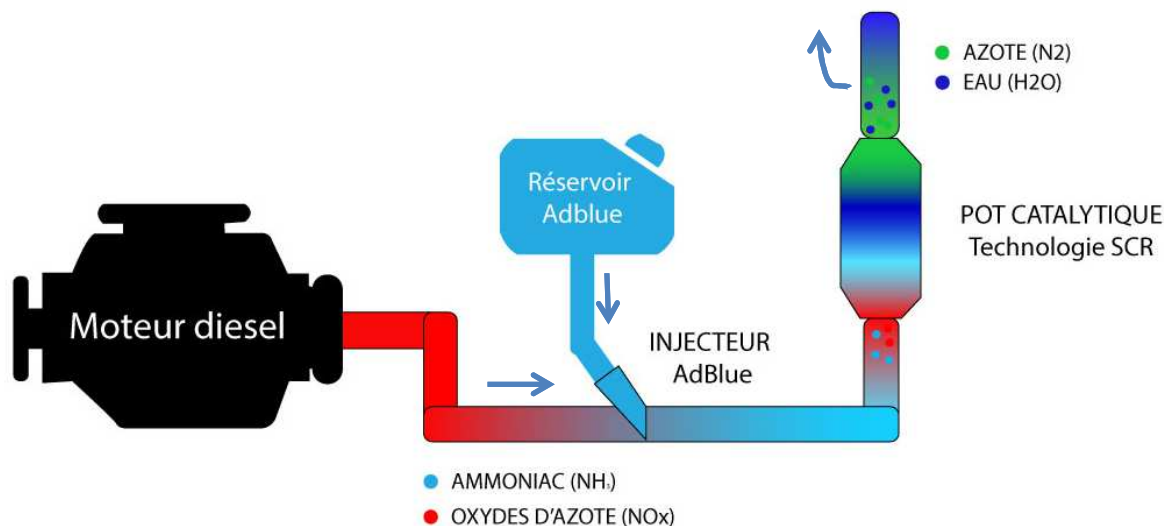 AZOTE (N2)
EAU (H2O)
Réservoir
Adblue
POT CATALYTIQUE
Technologie SCR
Moteur diesel
INJECTEUR
AdBlue
AMMONIAC (NH₃)
OXYDES D'AZOTE (NOx)